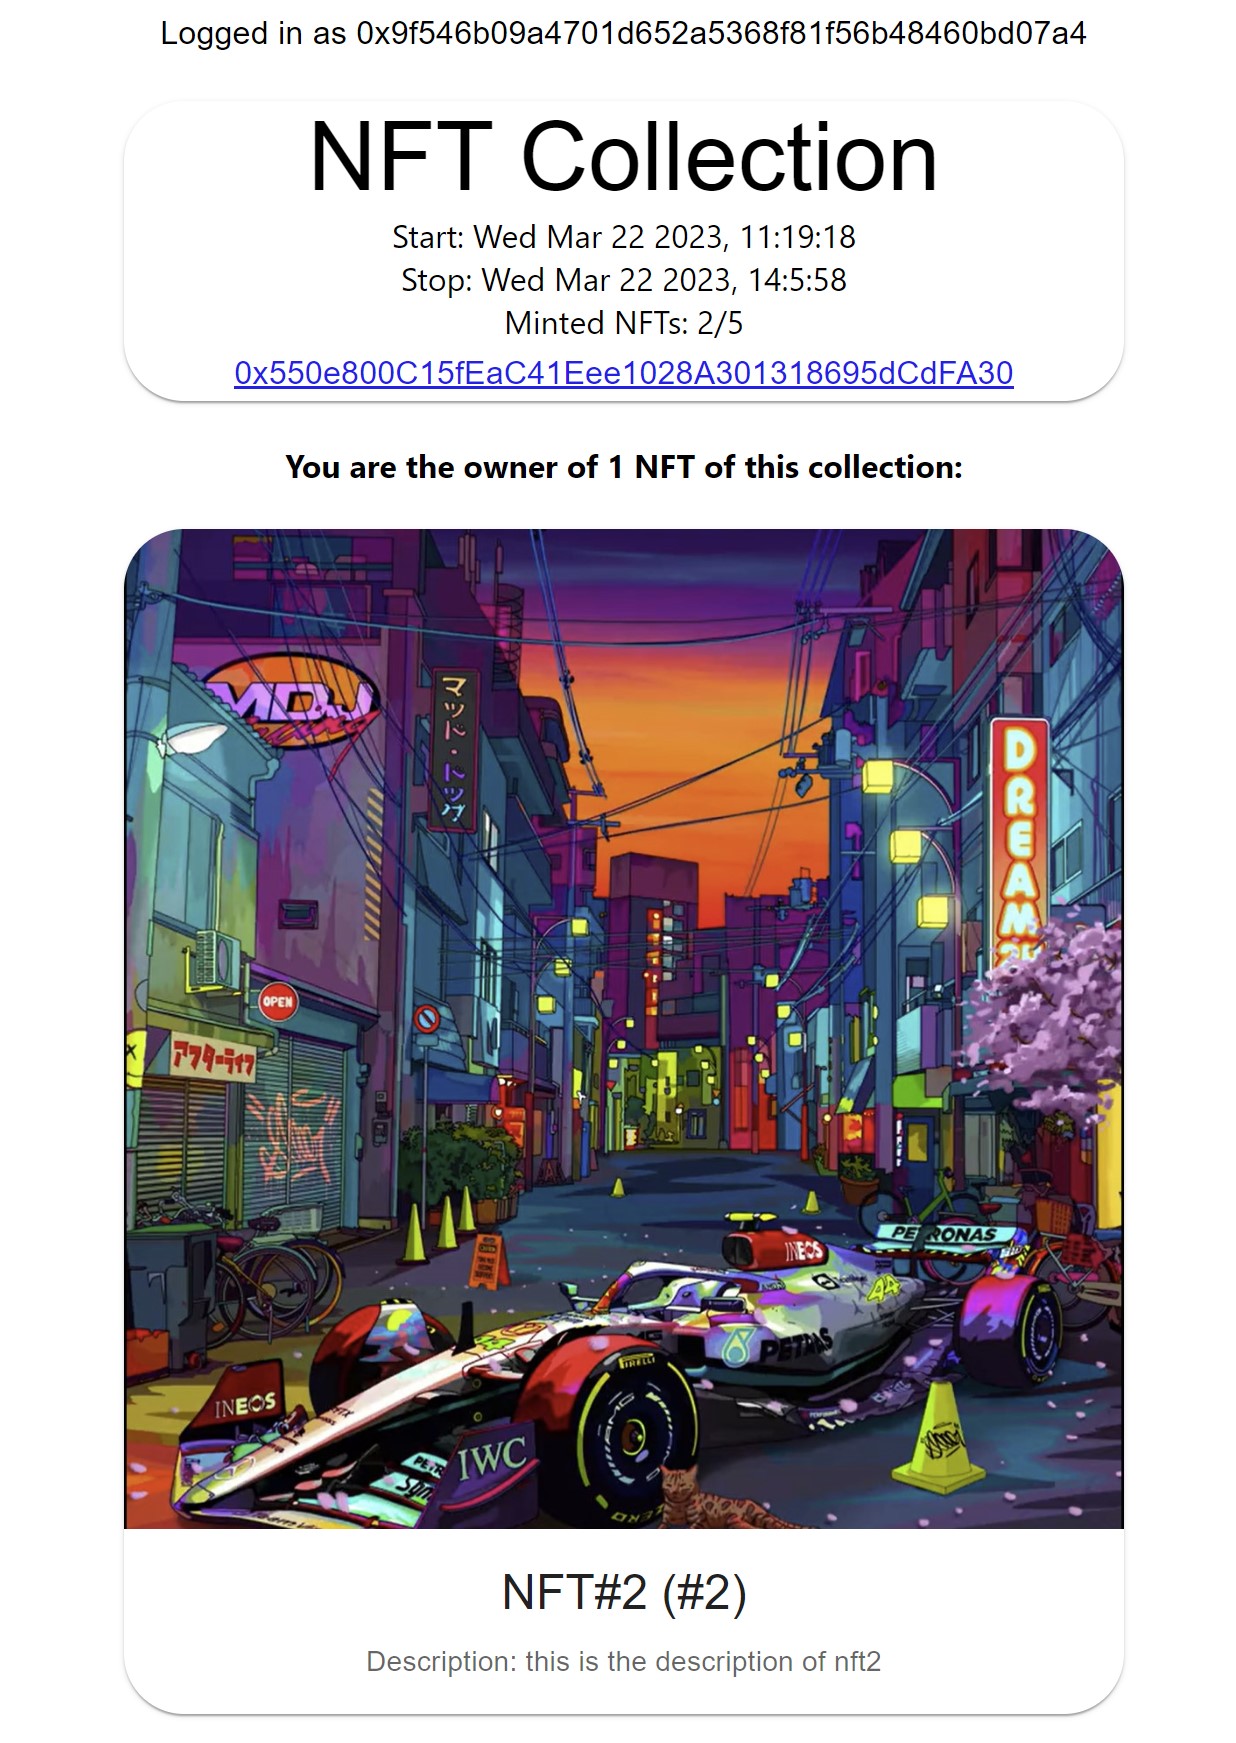 Logged in as 0x9f546b09a4701d652a5368f81f56b48460bd07a4
NFT Collection
Start: Wed Mar 22 2023, 11:19:18
Stop: Wed Mar 22 2023, 14:5:58
Minted NFTs: 2/5
0x550e800C15fEaC41Eee1028A301318695dCdFA30
You are the owner of 1 NFT of this collection:
マッド・ドッグ
DREAM
OPEN
アフターライフ
PETRONAS
INEOS
44
PIRELLI
INEOS
IWC
NFT#2 (#2)
Description: this is the description of nft2